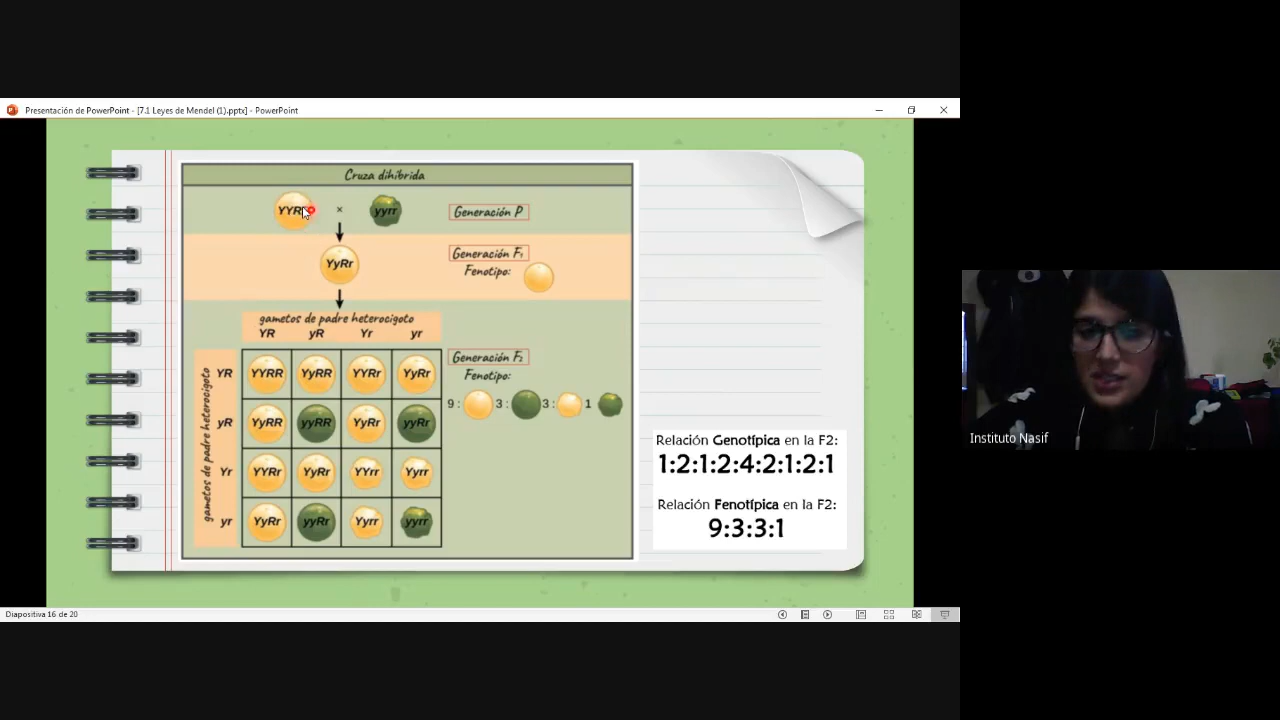 Presentación de PowerPoint - [7.1 Leyes de Mendel (1).pptx] - PowerPoint
Cruza dihíbrida
× yyrr Generación P
YyRr
Generación F₁
Fenotipo:
gametos de padre heterocigoto
YR yR Yr yr
gametos de padre heterocigoto
YR YYRR YyRR YYRr YyRr
yR YyRR yyRR YyRr yyRr
Yr YYRr YyRr YYrr Yyrr
yr YyRr yyRr Yyrr yyrr
Generación F₂
Fenotipo:
9: 3: 3: 1
Relación Genotípica en la F2:
1:2:1:2:4:2:1:2:1
Relación Fenotípica en la F2:
9:3:3:1
Instituto Nasif
Diapositiva 16 de 20